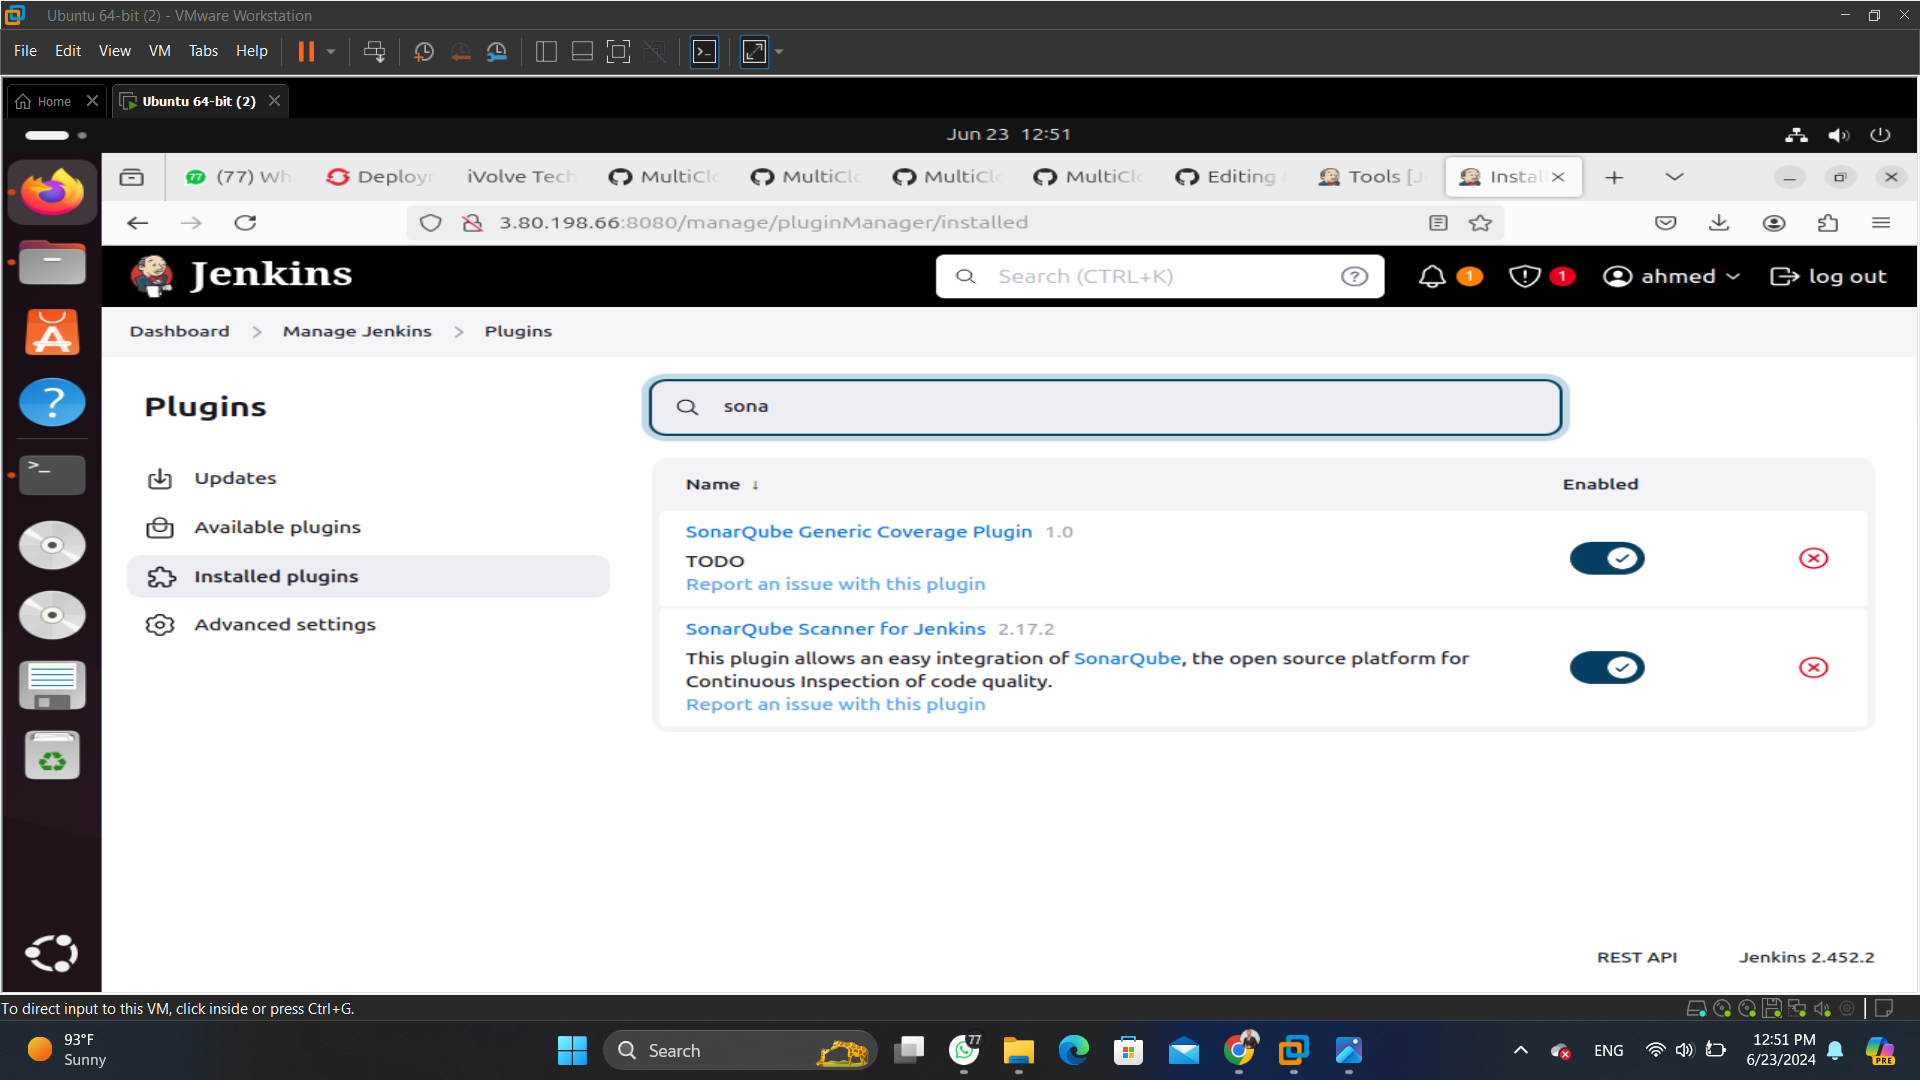 Ubuntu 64-bit (2) - VMware Workstation
File Edit View VM Tabs Help
Home Ubuntu 64-bit (2)
Jun 23 12:51
(77) Wh Deployr iVolve Tech MultiClo MultiClo MultiClo MultiClo Editing Tools [J Instal
3.80.198.66:8080/manage/pluginManager/installed
Jenkins Search (CTRL+K) 1 1 ahmed log out
Dashboard > Manage Jenkins > Plugins
Plugins
sona
Updates
Available plugins
Installed plugins
Advanced settings
Name ↓ Enabled
SonarQube Generic Coverage Plugin 1.0
TODO
Report an issue with this plugin
SonarQube Scanner for Jenkins 2.17.2
This plugin allows an easy integration of SonarQube, the open source platform for
Continuous Inspection of code quality.
Report an issue with this plugin
REST API Jenkins 2.452.2
To direct input to this VM, click inside or press Ctrl+G.
93°F
Sunny
Search
77
ENG
12:51 PM
6/23/2024
PRE